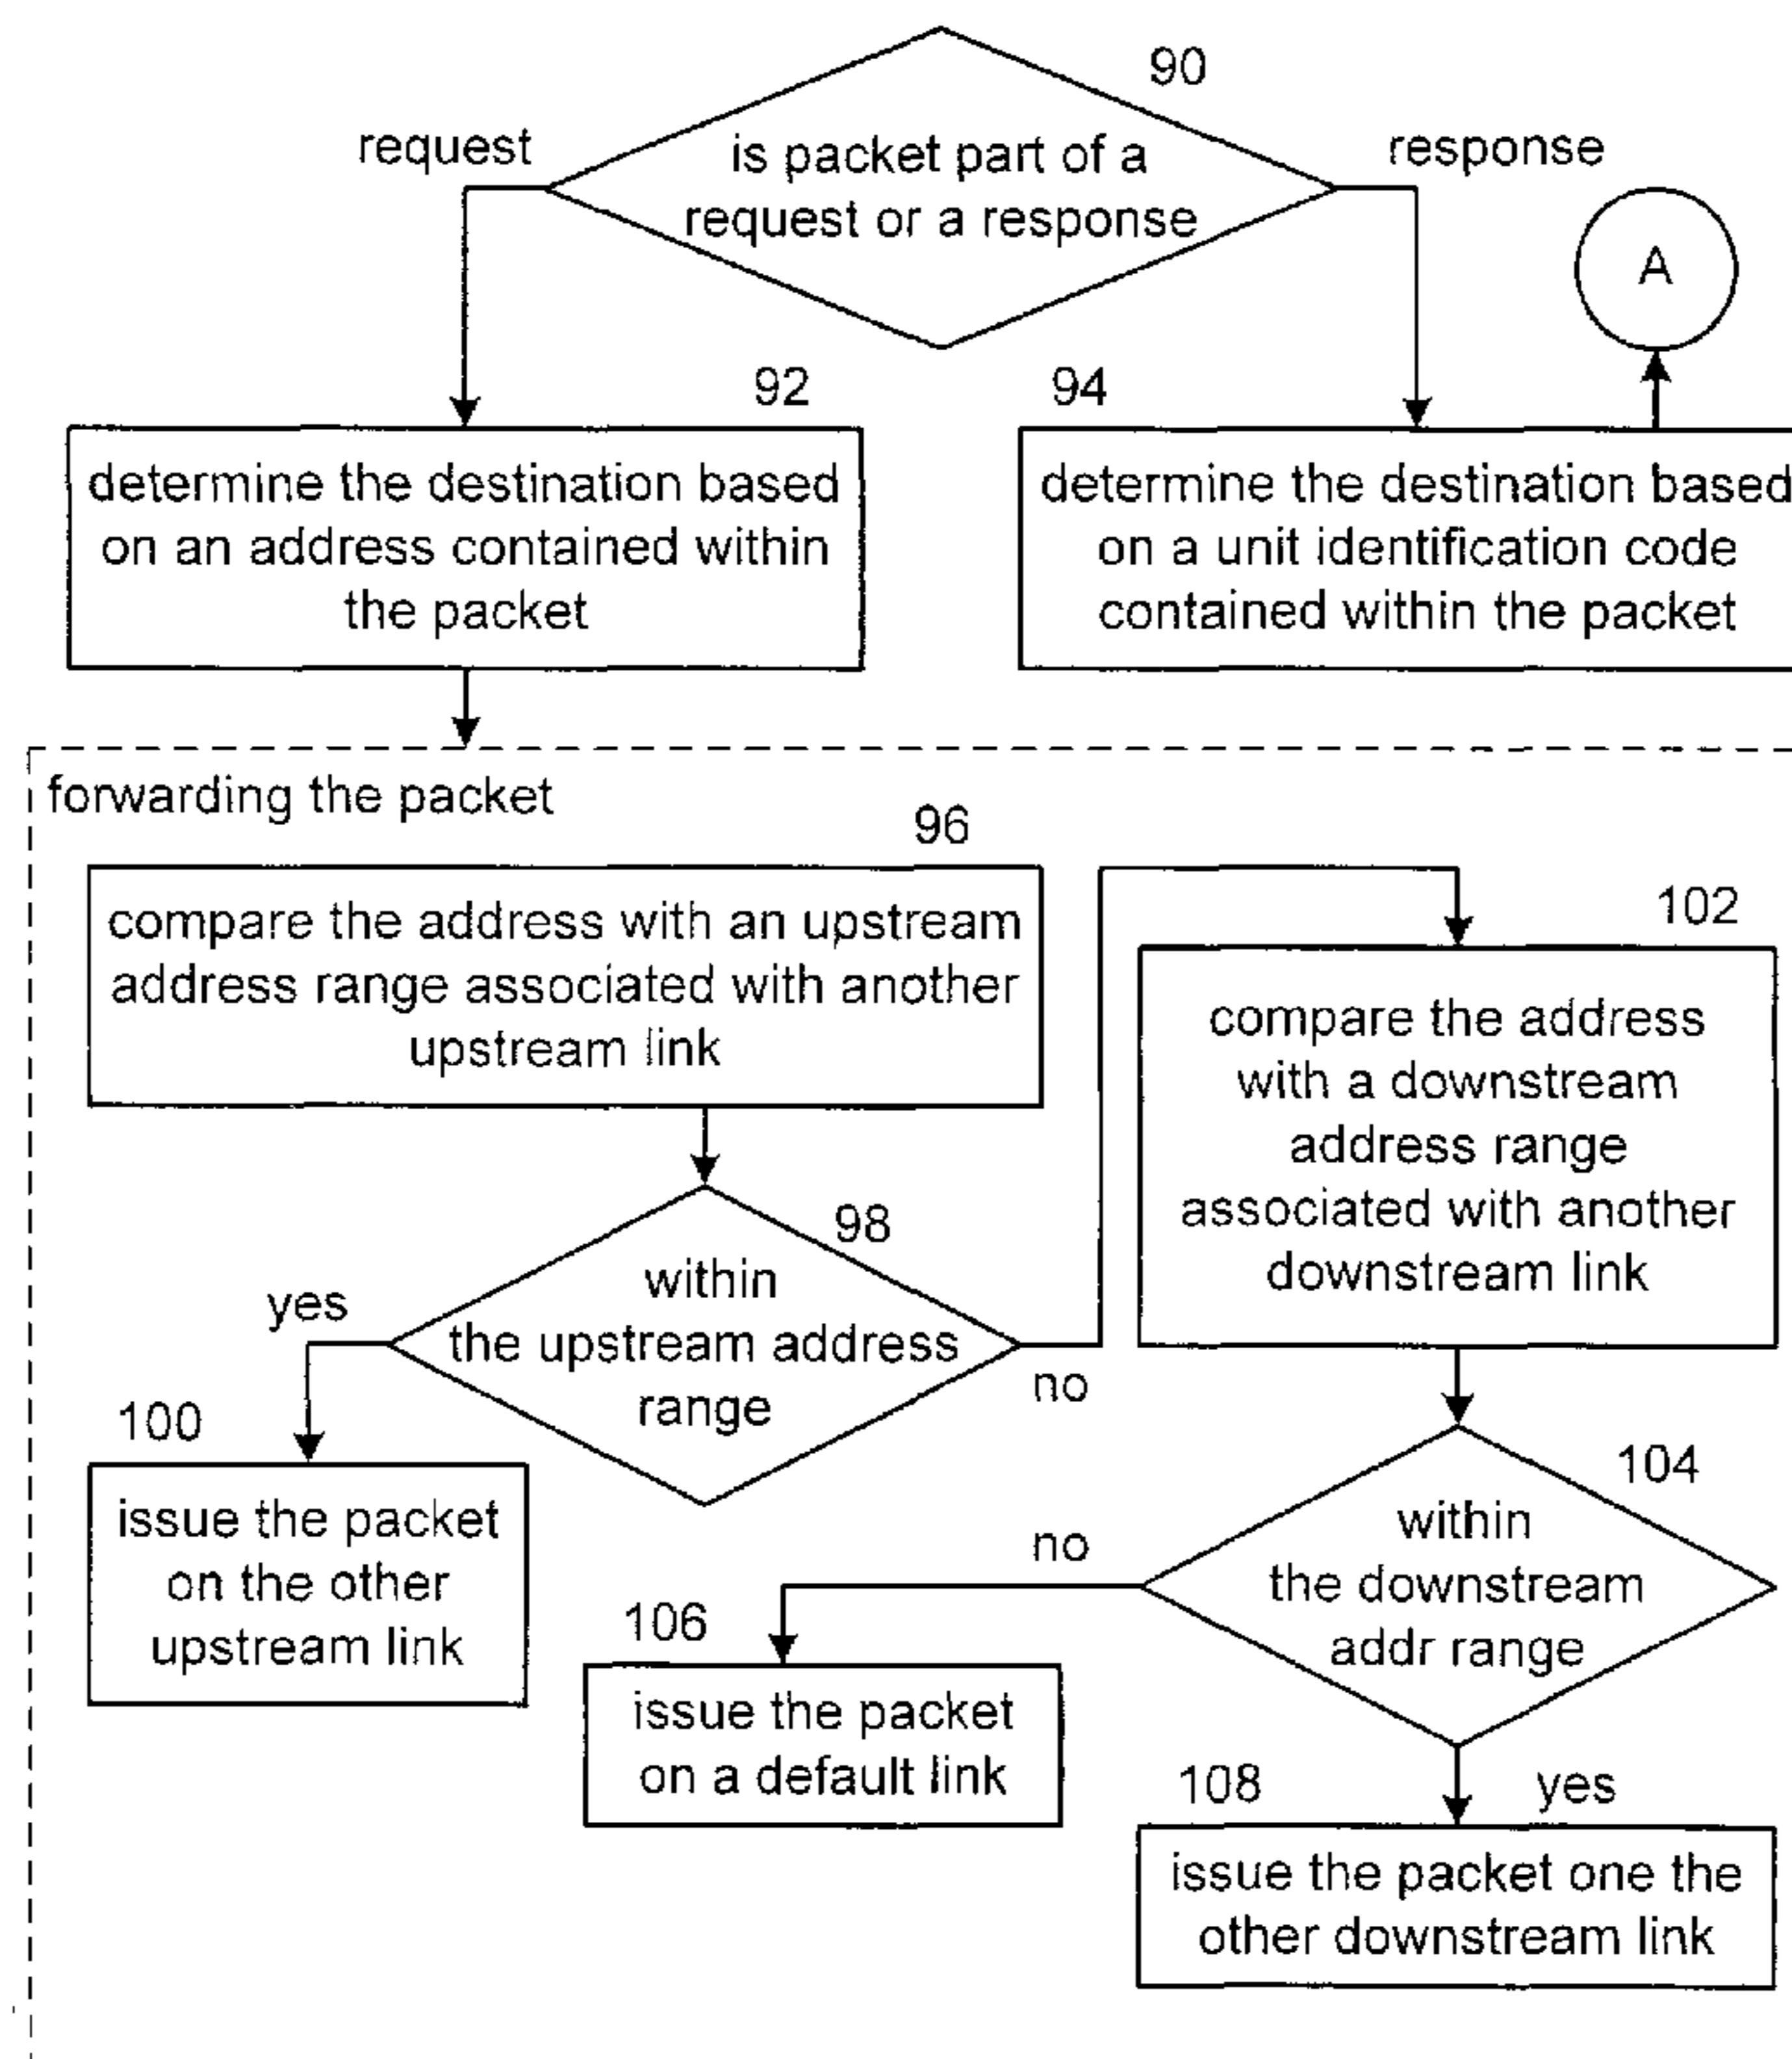 90
request
is packet part of a
request or a response
response
A
92
determine the destination based
on an address contained within
the packet
94
determine the destination based
on a unit identification code
contained within the packet
forwarding the packet
96
compare the address with an upstream
address range associated with another
upstream link
98
within
the upstream address
range
yes
no
100
issue the packet
on the other
upstream link
102
compare the address
with a downstream
address range
associated with another
downstream link
104
within
the downstream
addr range
no
106
issue the packet
on a default link
108
yes
issue the packet one the
other downstream link